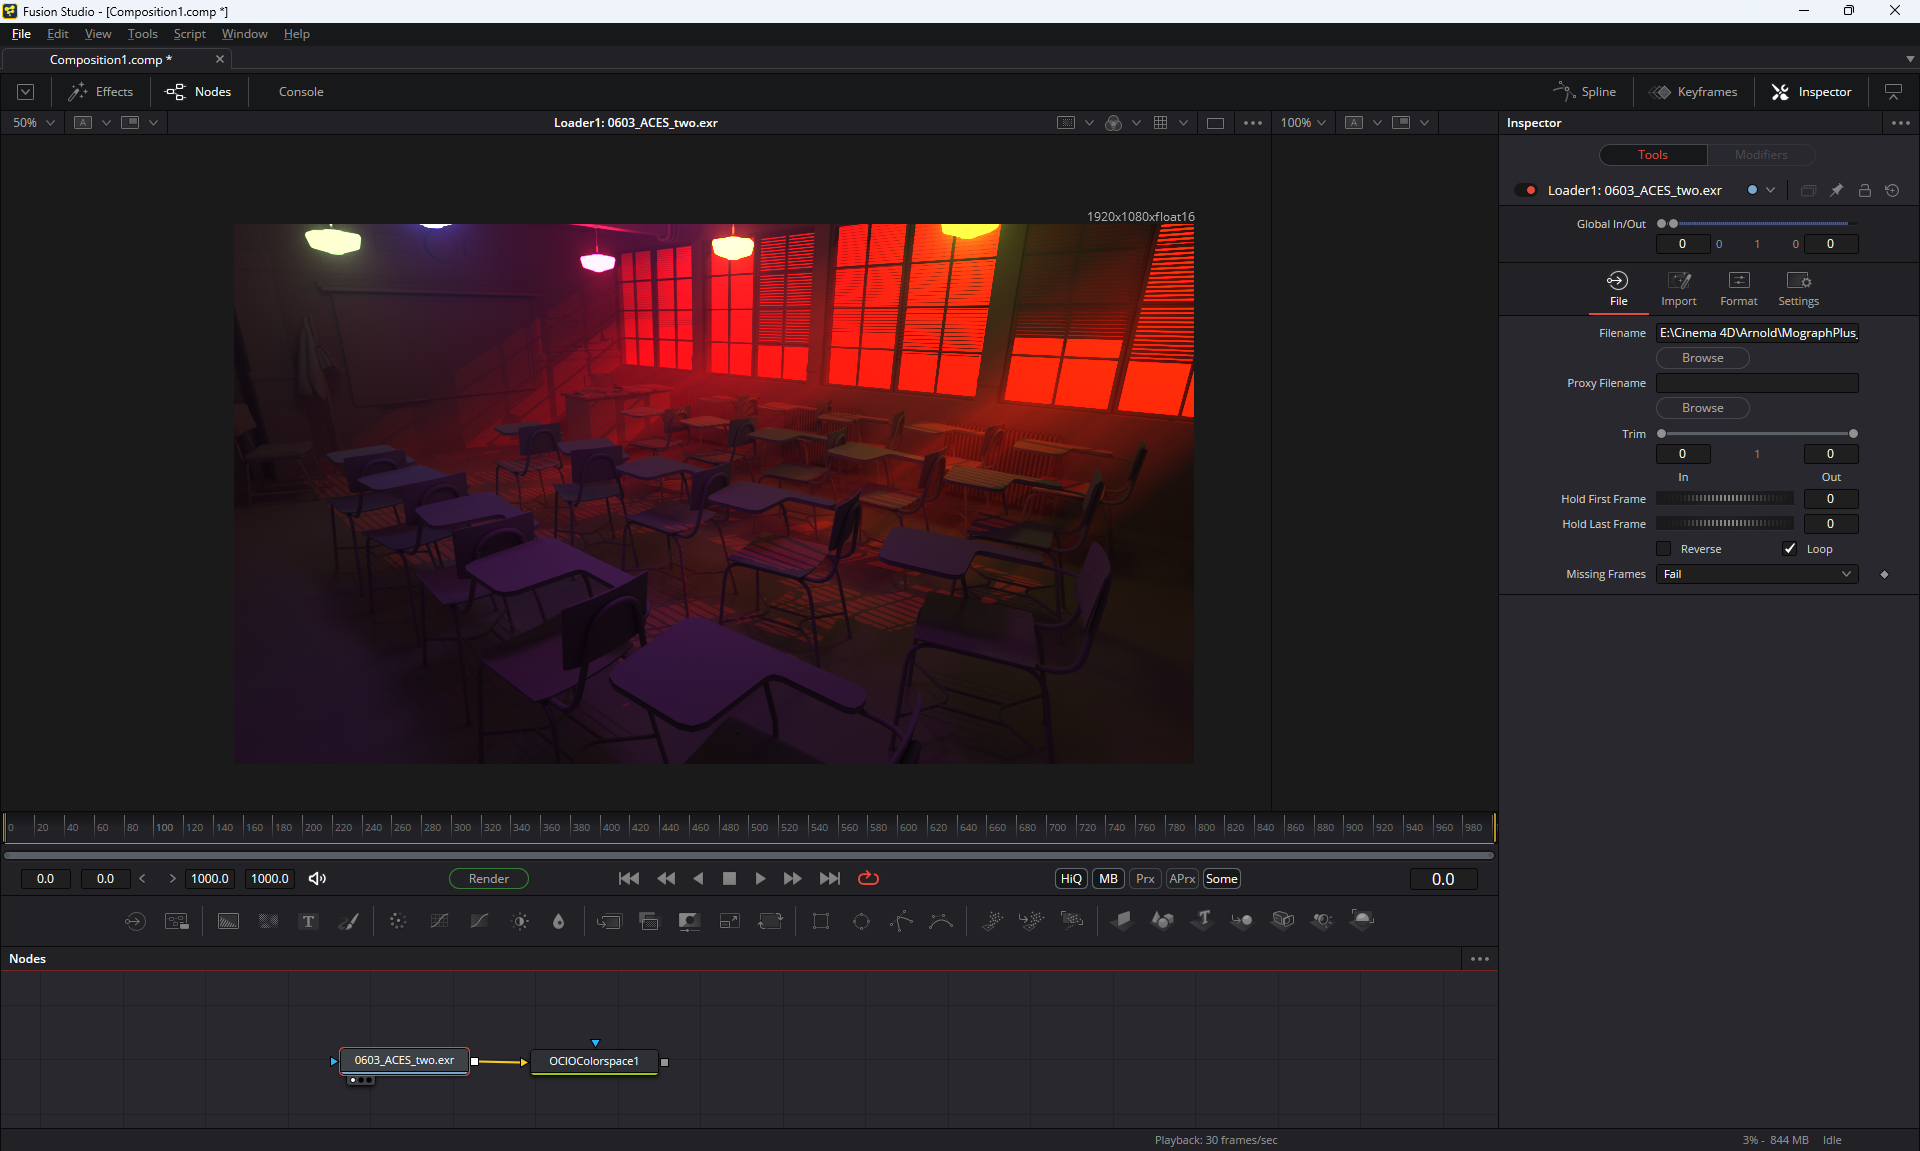 Fusion Studio - [Composition1.comp *]
File Edit View Tools Script Window Help
Composition1.comp *
Effects Nodes Console Spline Keyframes Inspector
50% A Loader1: 0603_ACES_two.exr 100% A Inspector
Tools Modifiers
Loader1: 0603_ACES_two.exr
1920x1080xfloat16
Global In/Out
0 0 1 0 0
File Import Format Settings
Filename E:\Cinema 4D\Arnold\MographPlus_
Browse
Proxy Filename
Browse
Trim
0 1 0
In Out
Hold First Frame 0
Hold Last Frame 0
Reverse Loop
Missing Frames Fail
0 20 40 60 80 100 120 140 160 180 200 220 240 260 280 300 320 340 360 380 400 420 440 460 480 500 520 540 560 580 600 620 640 660 680 700 720 740 760 780 800 820 840 860 880 900 920 940 960 980
0.0 0.0 < > 1000.0 1000.0 Render HiQ MB Prx APrx Some 0.0
T T
Nodes
0603_ACES_two.exr OCIOColorspace1
Playback: 30 frames/sec 3% - 844 MB Idle